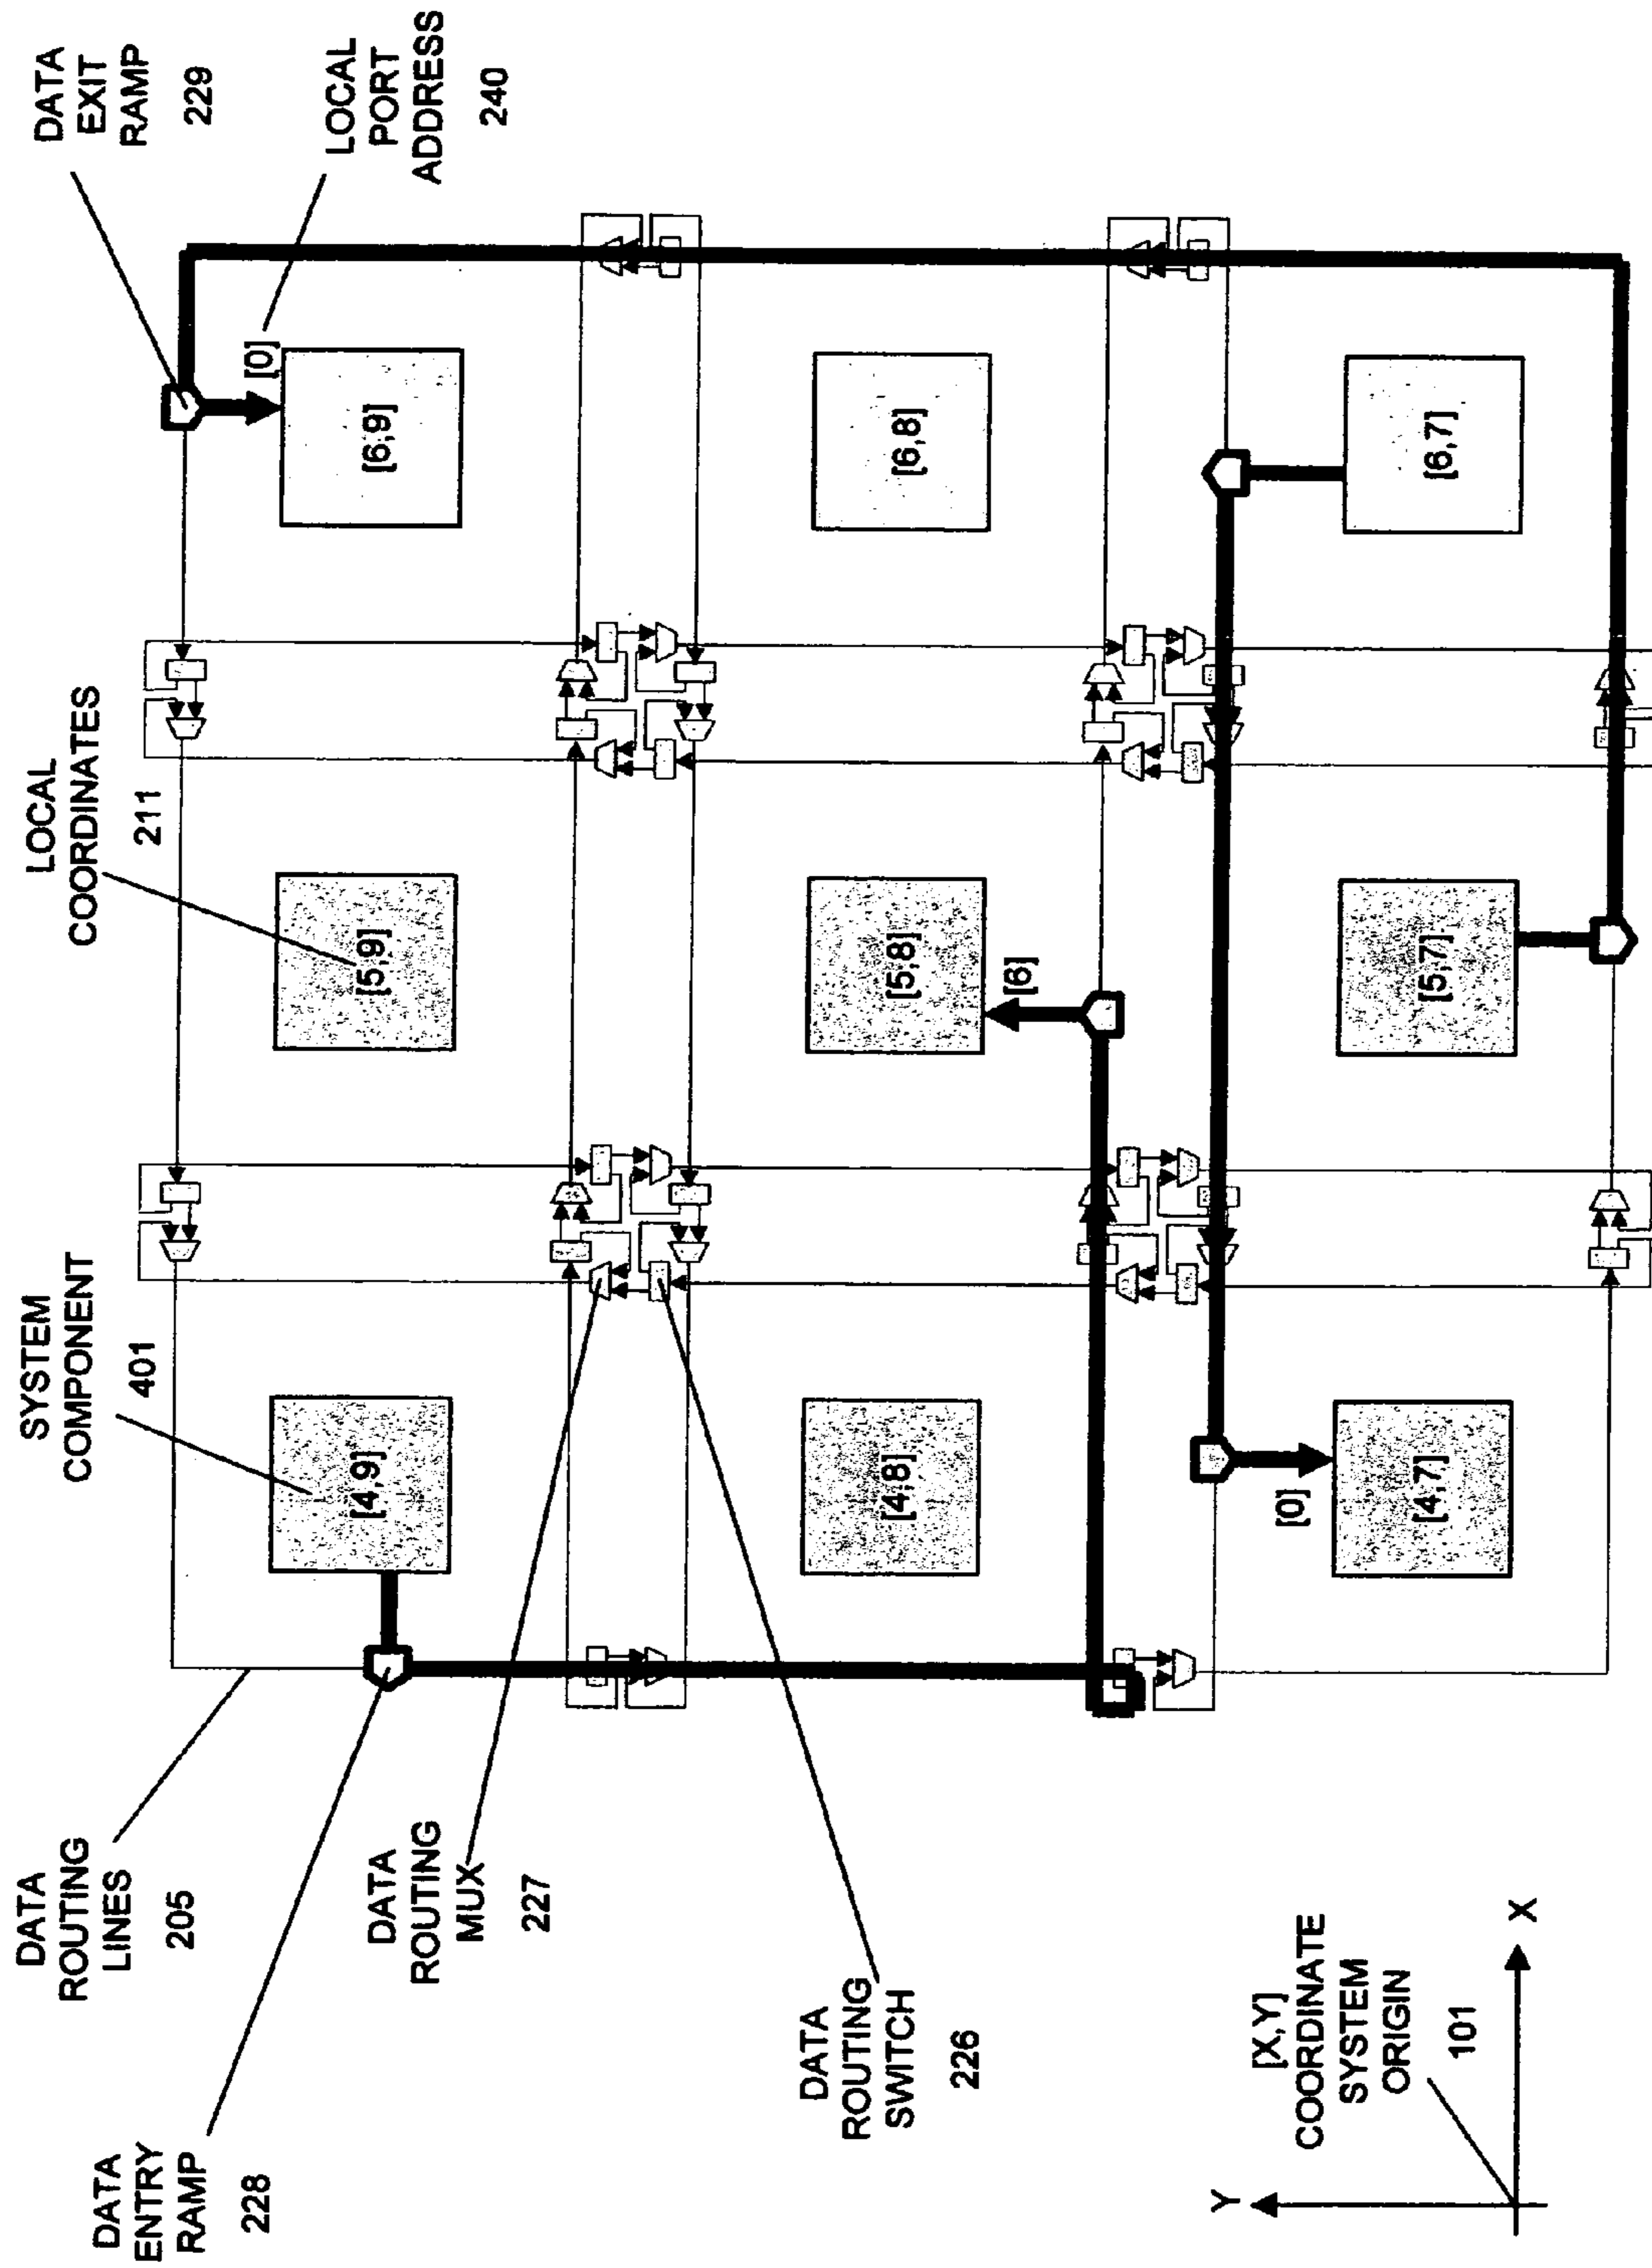 DATA
ROUTING
LINES
205
DATA
ENTRY
RAMP
228
SYSTEM
COMPONENT
401
LOCAL
COORDINATES
211
DATA
EXIT
RAMP
229
LOCAL
PORT
ADDRESS
240
[0]
[4,9]
[5,9]
[6,9]
DATA
ROUTING
MUX
227
DATA
ROUTING
SWITCH
226
[4,8]
[5,8]
[6,8]
[6]
[0]
[4,7]
[5,7]
[6,7]
Y
[X,Y]
COORDINATE
SYSTEM
ORIGIN
101
X